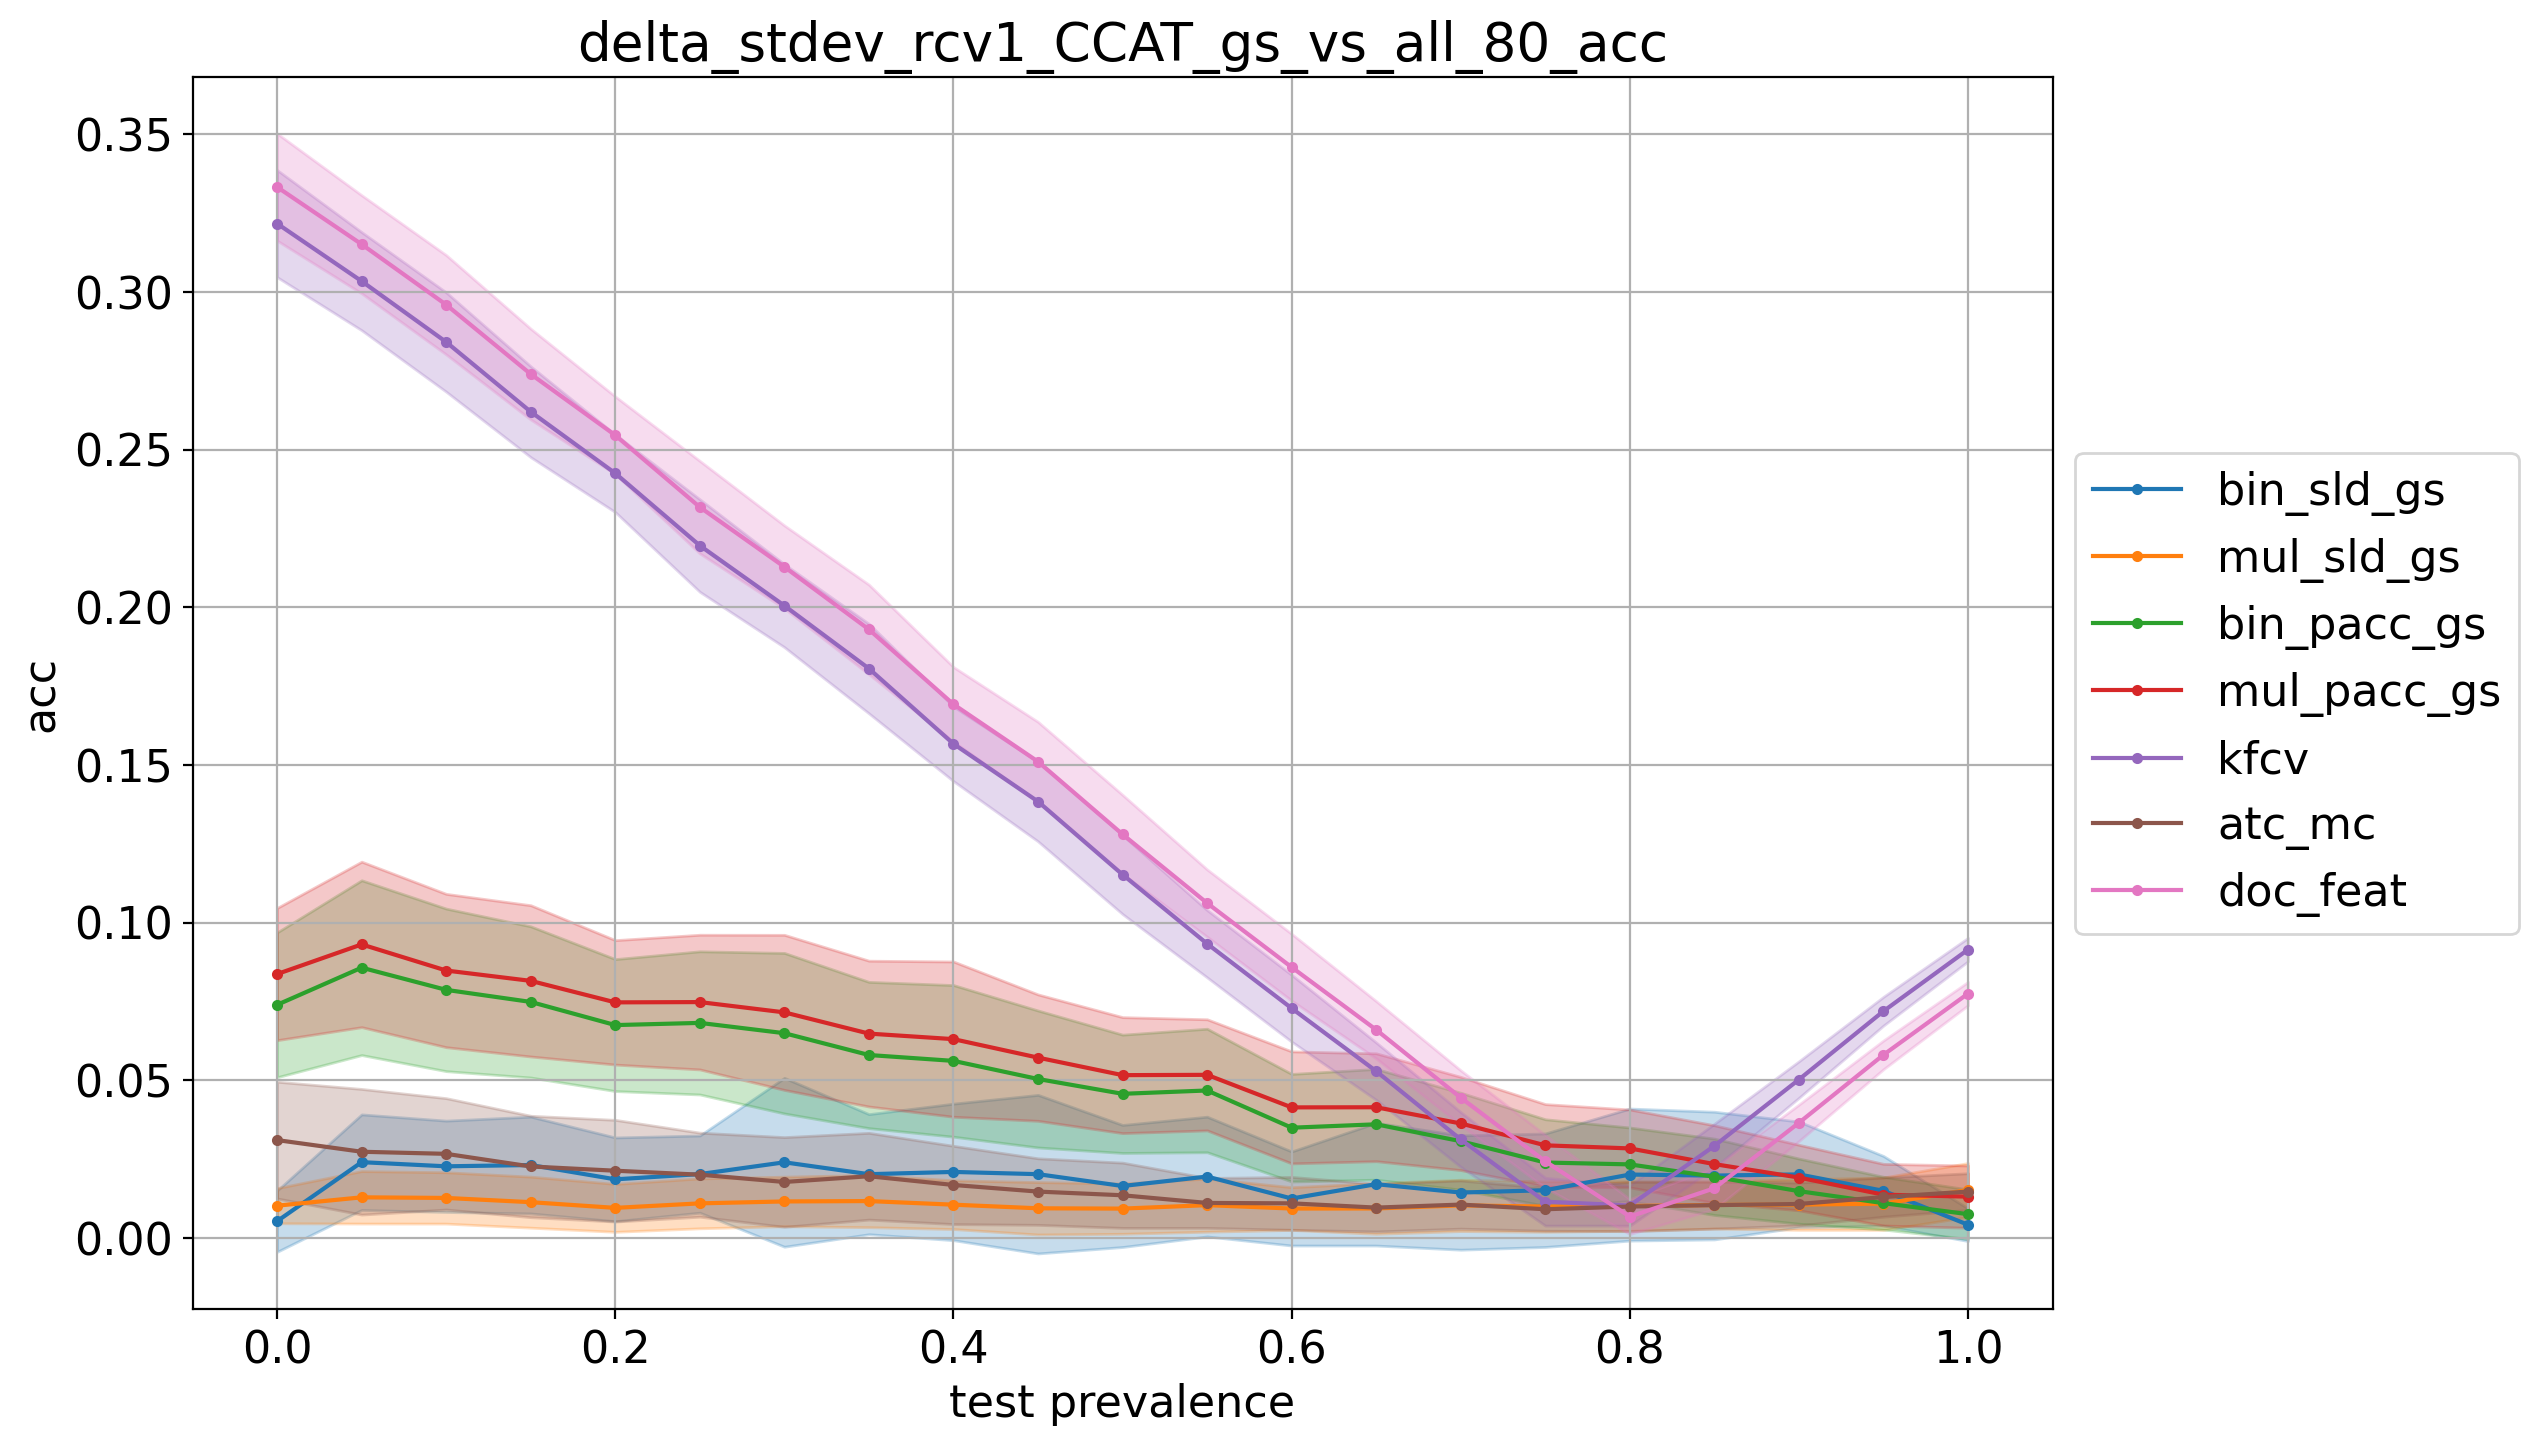 delta_stdev_rcv1_CCAT_gs_vs_all_80_acc
0.35
0.30
0.25
0.20
0.15
0.10
0.05
0.00
acc
0.0 0.2 0.4 0.6 0.8 1.0
test prevalence
bin_sld_gs
mul_sld_gs
bin_pacc_gs
mul_pacc_gs
kfcv
atc_mc
doc_feat